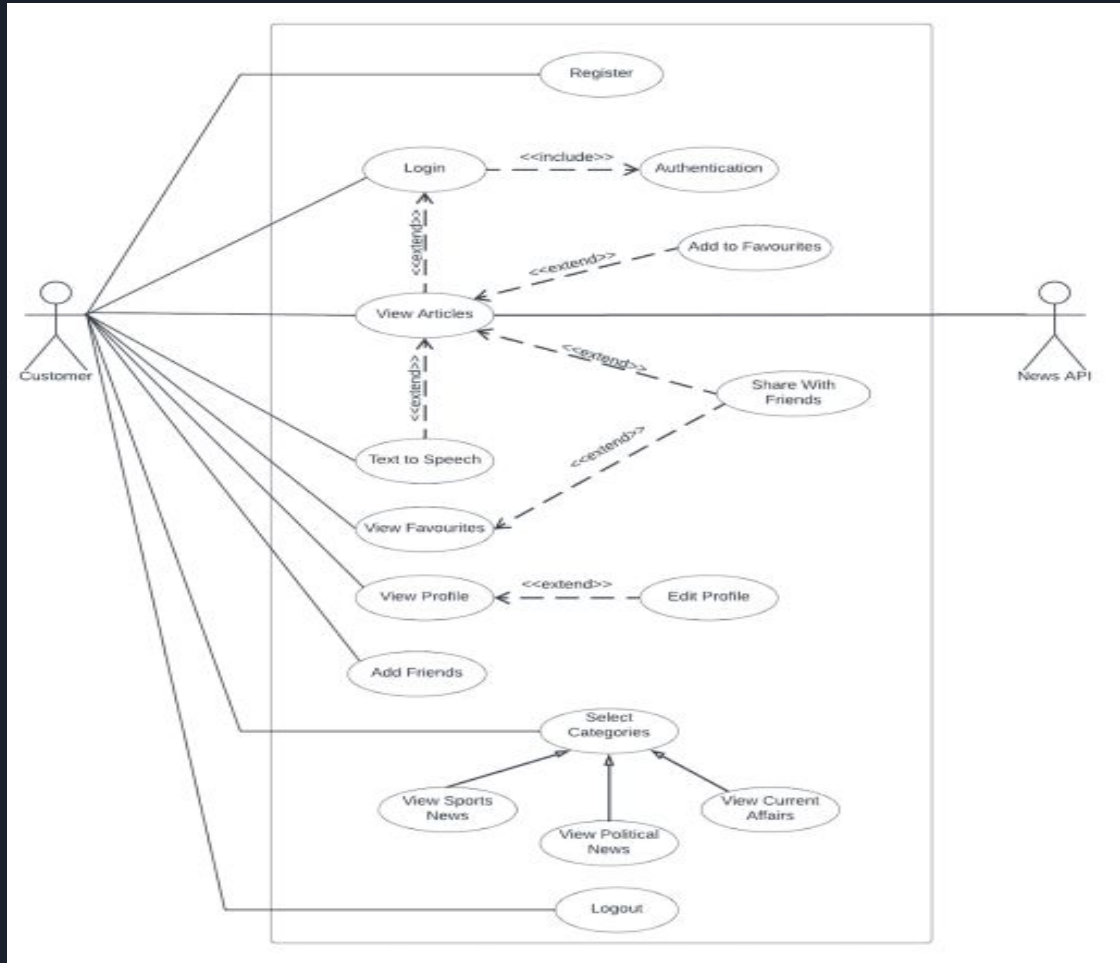 Register
Login
<<include>>
Authentication
<<extend>>
Add to Favourites
<<extend>>
View Articles
<<extend>>
Customer
News API
<<extend>>
Share With
Friends
<<extend>>
Text to Speech
View Favourites
View Profile
<<extend>>
Edit Profile
Add Friends
Select
Categories
View Sports
News
View Political
News
View Current
Affairs
Logout